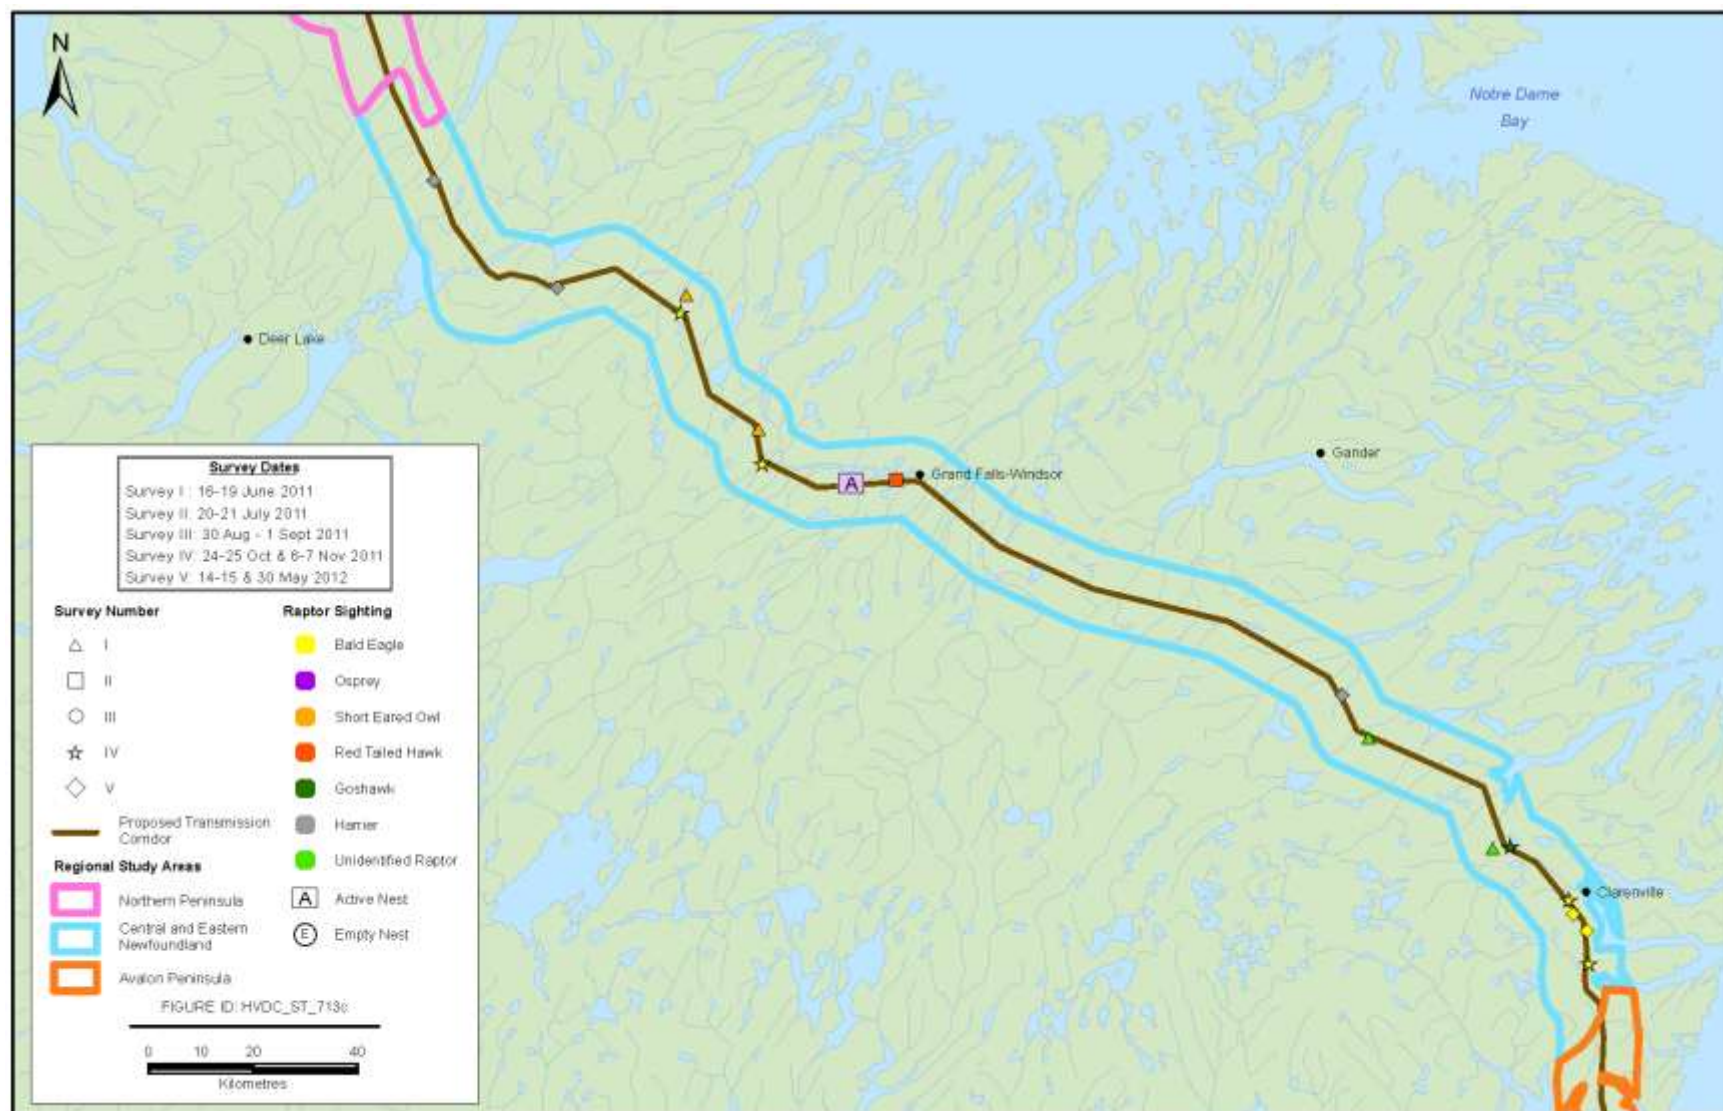 N
Notre Dame
Bay
Deer Lake
Gander
Grand Falls-Windsor
A
Clarenville
Survey Dates
Survey I : 16-19 June 2011
Survey II: 20-21 July 2011
Survey III: 30 Aug - 1 Sept 2011
Survey IV: 24-25 Oct & 6-7 Nov 2011
Survey V: 14-15 & 30 May 2012
Survey Number
I
II
III
IV
V
Proposed Transmission
Corridor
Regional Study Areas
Northern Peninsula
Central and Eastern
Newfoundland
Avalon Peninsula
Raptor Sighting
Bald Eagle
Osprey
Short Eared Owl
Red Tailed Hawk
Goshawk
Harrier
Unidentified Raptor
A Active Nest
E Empty Nest
FIGURE ID: HVDC_ST_713c
0 10 20 40
Kilometres